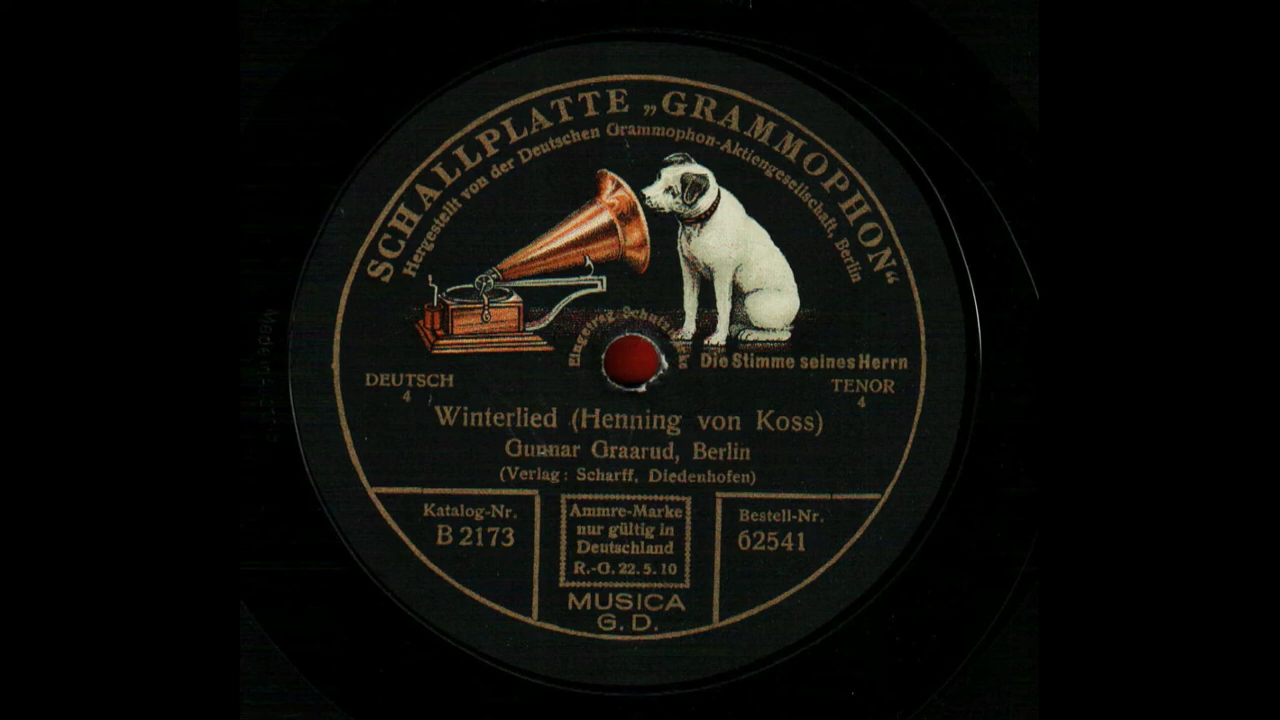 SCHALLPLATTE „GRAMMOPHON“
Hergestellt von der Deutschen Grammophon-Aktiengesellschaft, Berlin
Eingetrag. Schutzmarke
Die Stimme seines Herrn
DEUTSCH
4
TENOR
4
Winterlied (Henning von Koss)
Gunnar Graarud, Berlin
(Verlag: Scharff, Diedenhofen)
Katalog-Nr.
B 2173
Ammre-Marke
nur gültig in
Deutschland
R.-G. 22. 5. 10
Bestell-Nr.
62541
MUSICA
G. D.